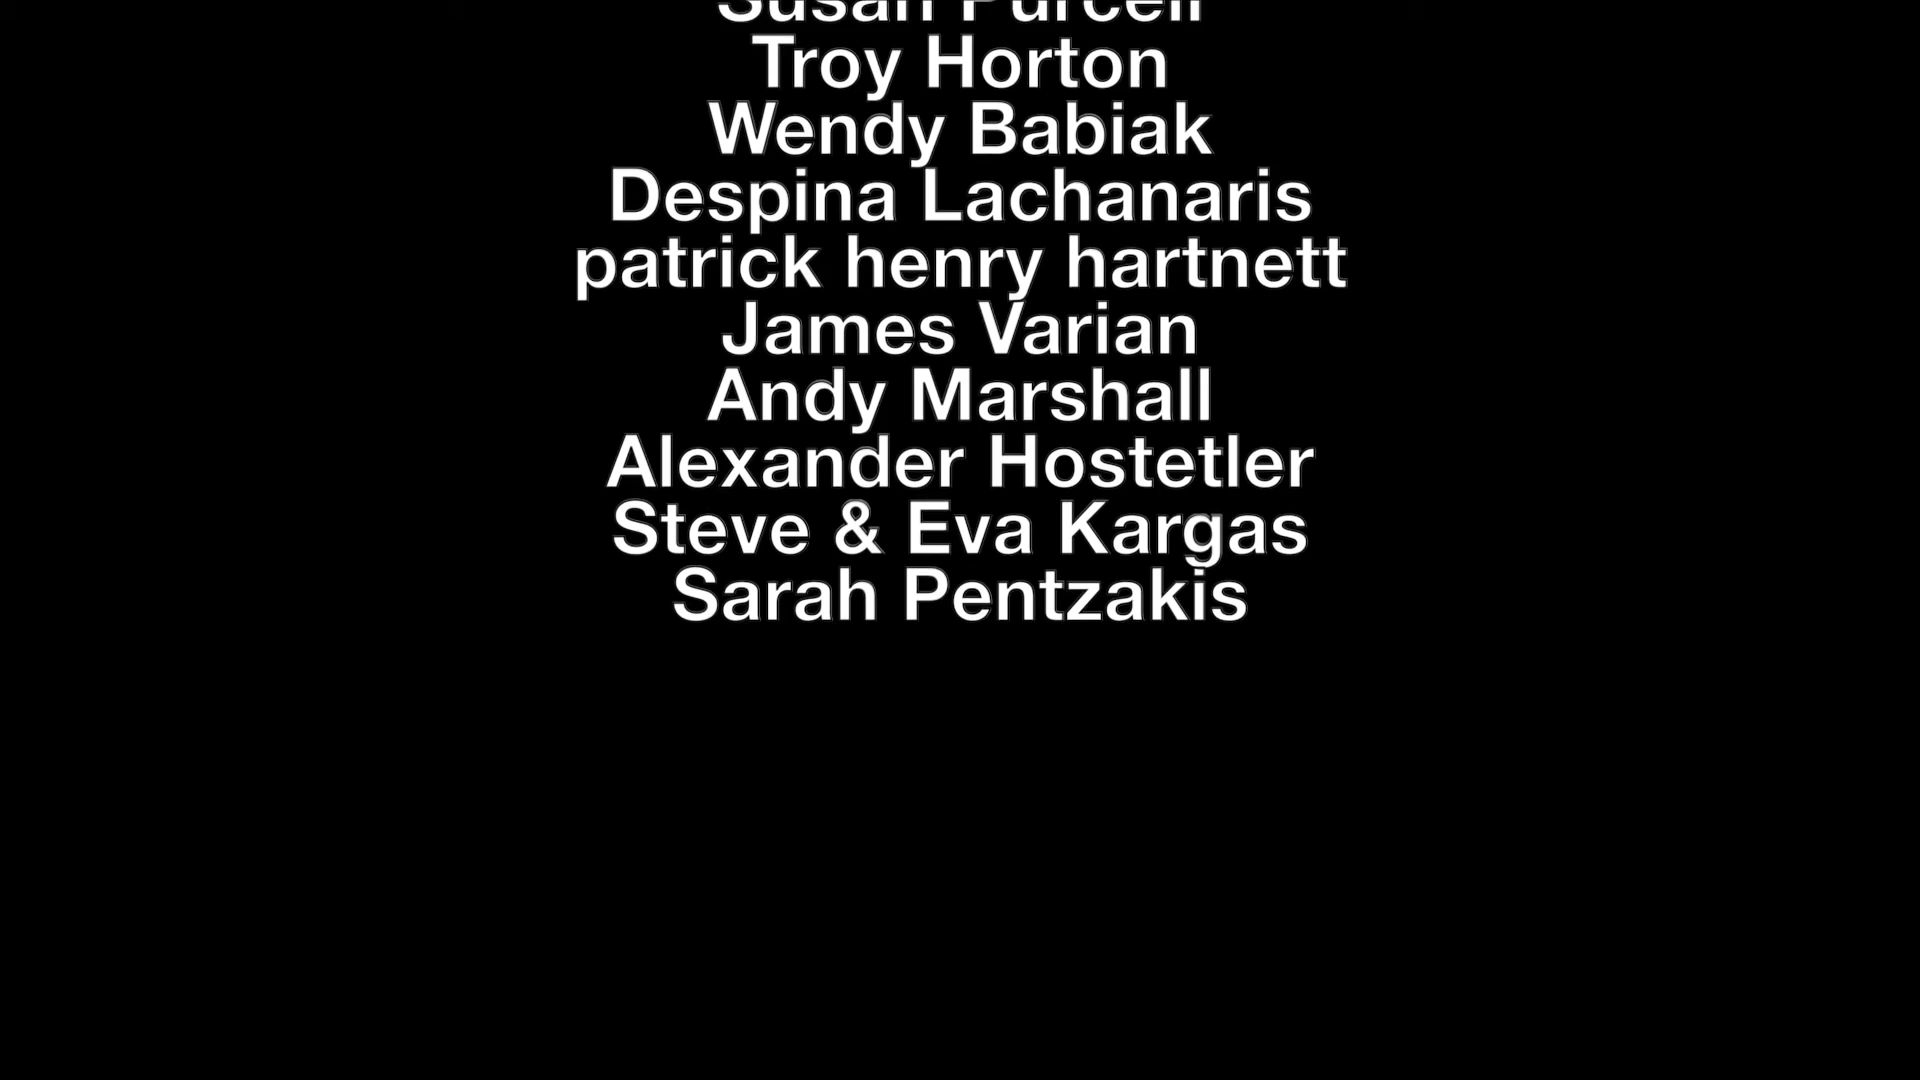 Susan Purcell
Troy Horton
Wendy Babiak
Despina Lachanaris
patrick henry hartnett
James Varian
Andy Marshall
Alexander Hostetler
Steve & Eva Kargas
Sarah Pentzakis